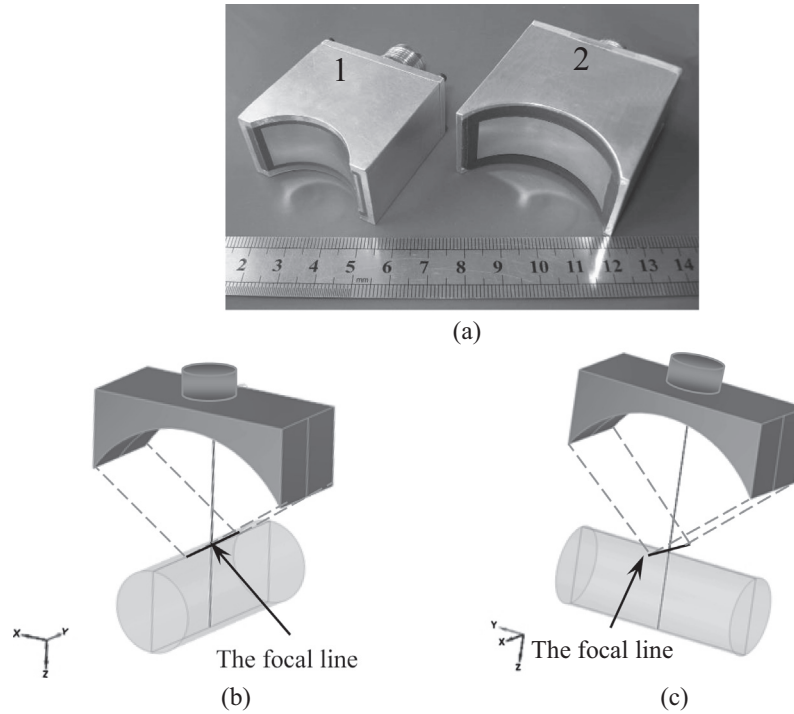 1
2
2 3 4 5 6 7 8 9 10 11 12 13 14
mm
(a)
X Y
Z
The focal line
(b)
Y
X
Z
The focal line
(c)